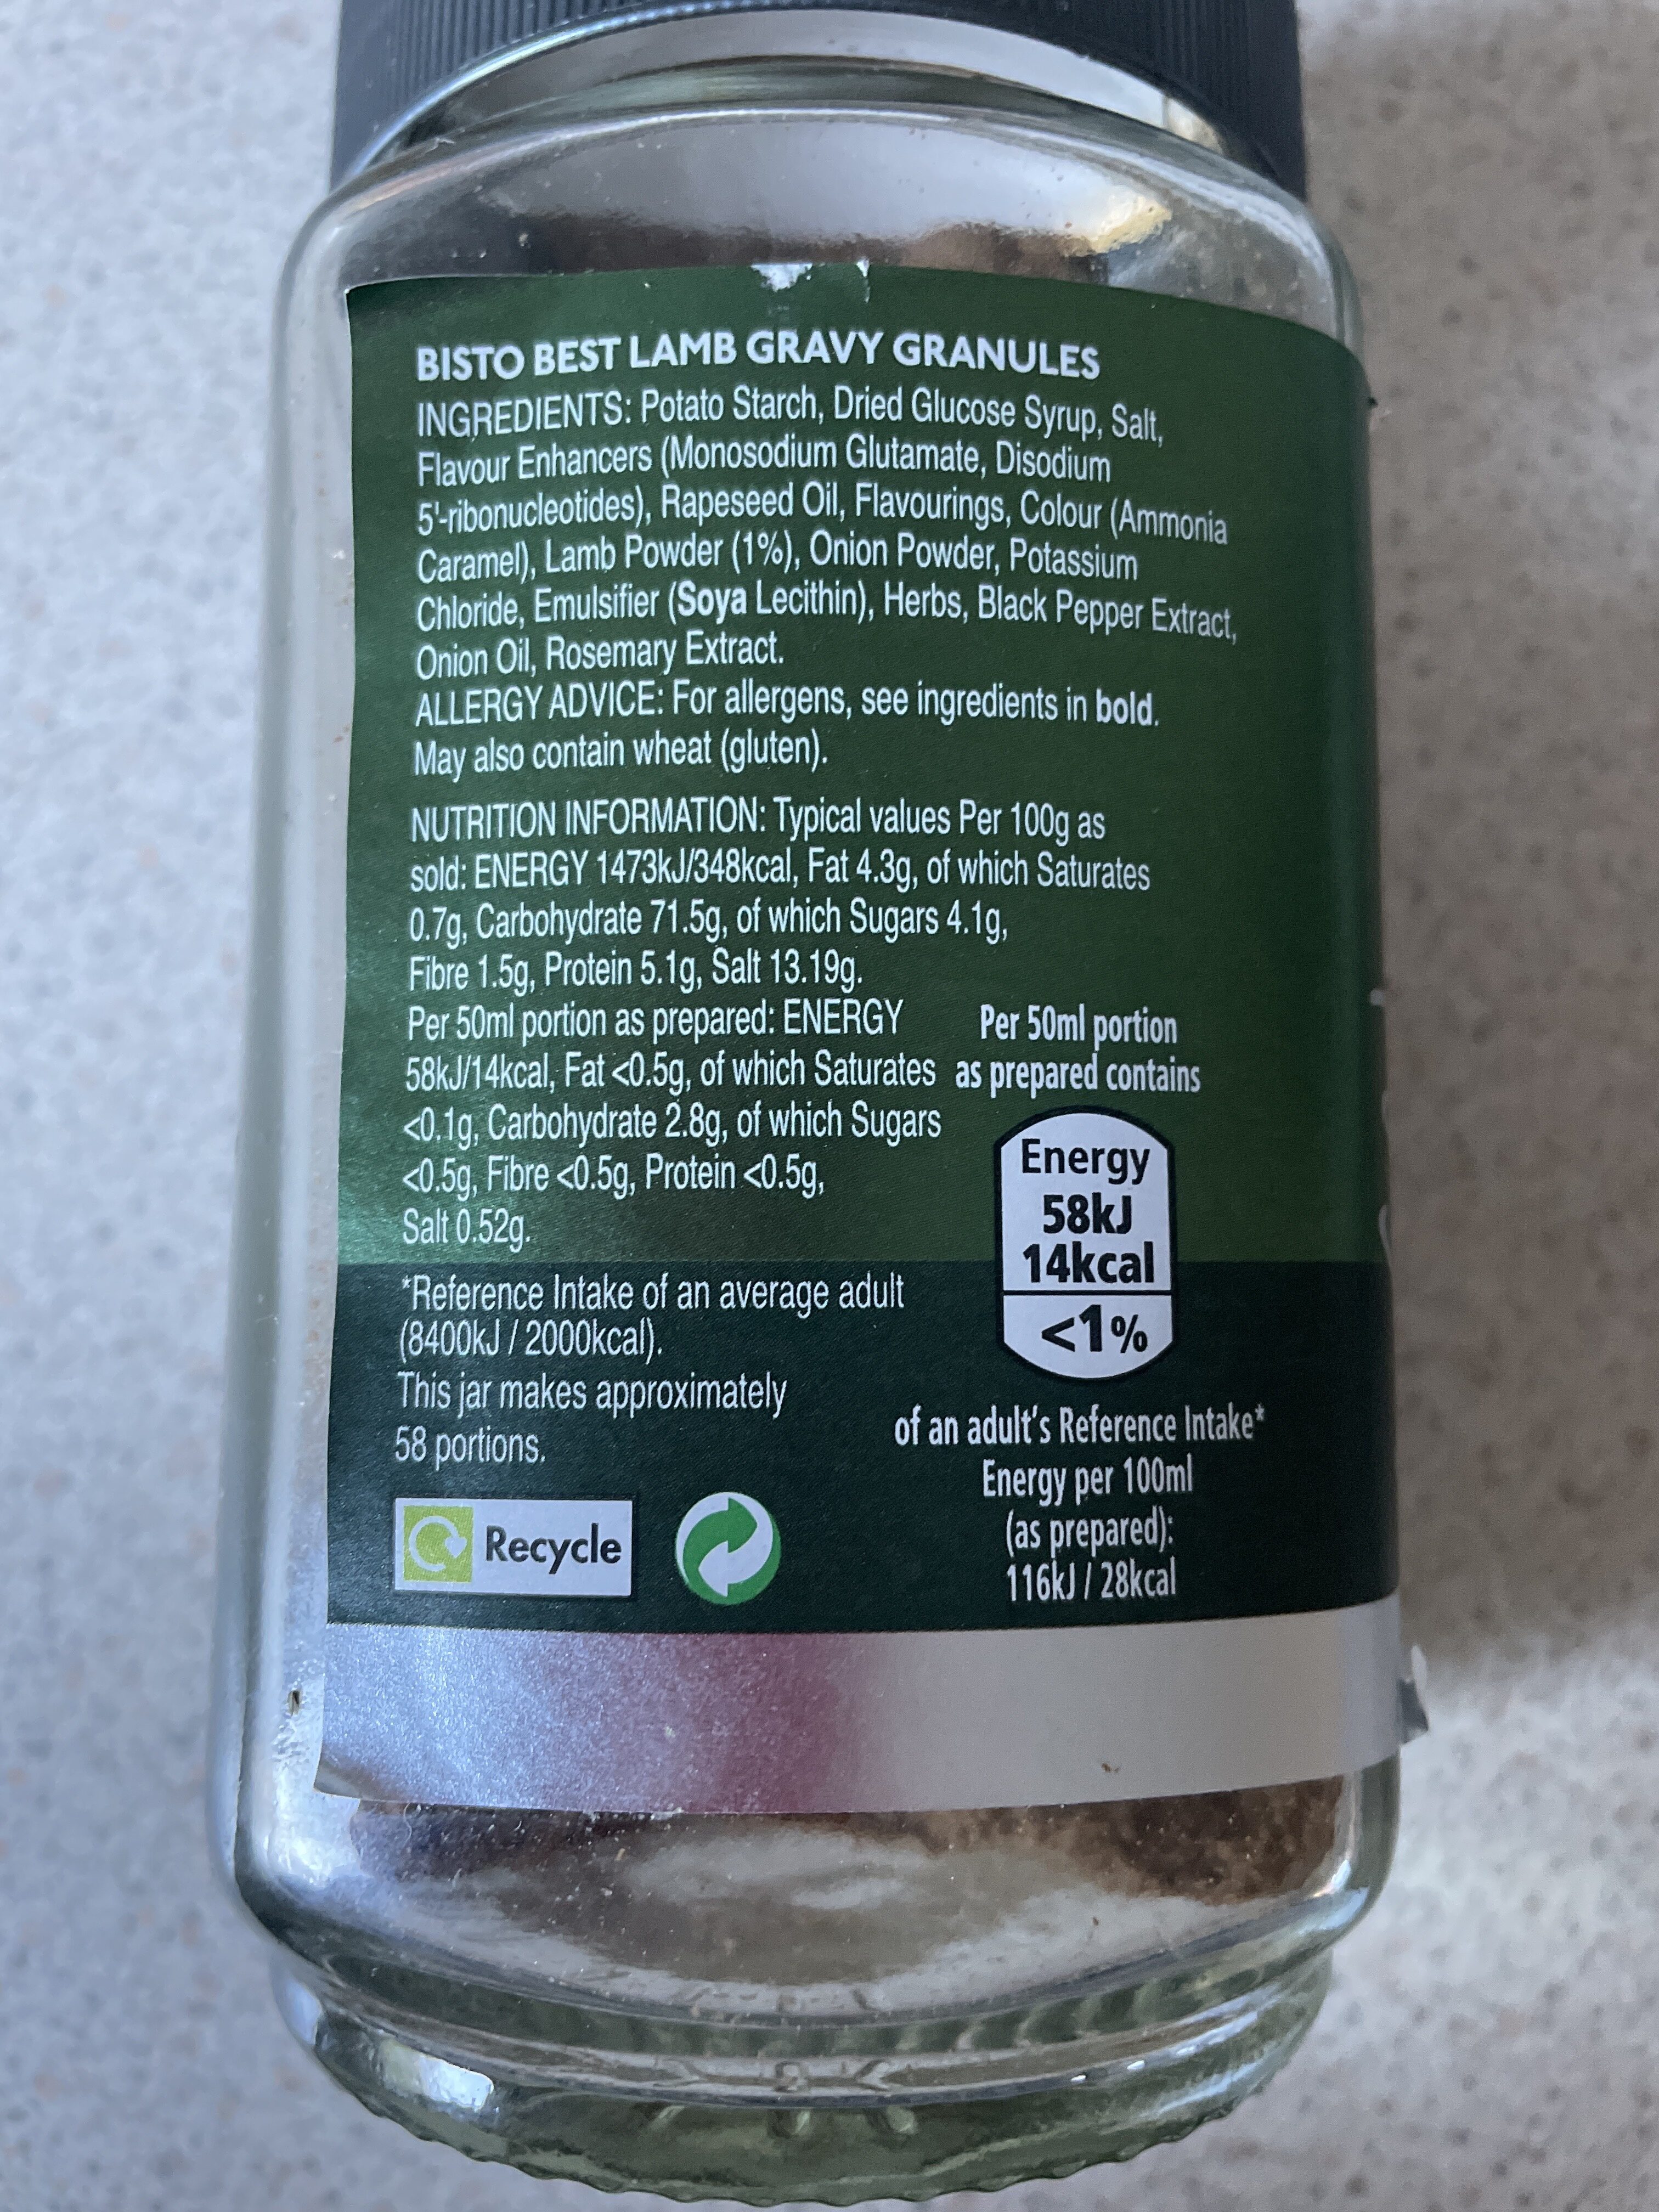 BISTO BEST LAMB GRAVY GRANULES
INGREDIENTS: Potato Starch, Dried Glucose Syrup, Salt,
Flavour Enhancers (Monosodium Glutamate, Disodium
5'-ribonucleotides), Rapeseed Oil, Flavourings, Colour (Ammonia
Caramel), Lamb Powder (1%), Onion Powder, Potassium
Chloride, Emulsifier (Soya Lecithin), Herbs, Black Pepper Extract,
Onion Oil, Rosemary Extract.
ALLERGY ADVICE: For allergens, see ingredients in bold.
May also contain wheat (gluten).
NUTRITION INFORMATION: Typical values Per 100g as
sold: ENERGY 1473kJ/348kcal, Fat 4.3g, of which Saturates
0.7g, Carbohydrate 71.5g, of which Sugars 4.1g,
Fibre 1.5g, Protein 5.1g, Salt 13.19g.
Per 50ml portion as prepared: ENERGY
58kJ/14kcal, Fat <0.5g, of which Saturates
<0.1g, Carbohydrate 2.8g, of which Sugars
<0.5g, Fibre <0.5g, Protein <0.5g,
Salt 0.52g.
*Reference Intake of an average adult
(8400kJ / 2000kcal).
This jar makes approximately
58 portions.
Recycle
Per 50ml portion
as prepared contains
Energy
58kJ
14kcal
<1%
of an adult's Reference Intake*
Energy per 100ml
(as prepared):
116kJ / 28kcal